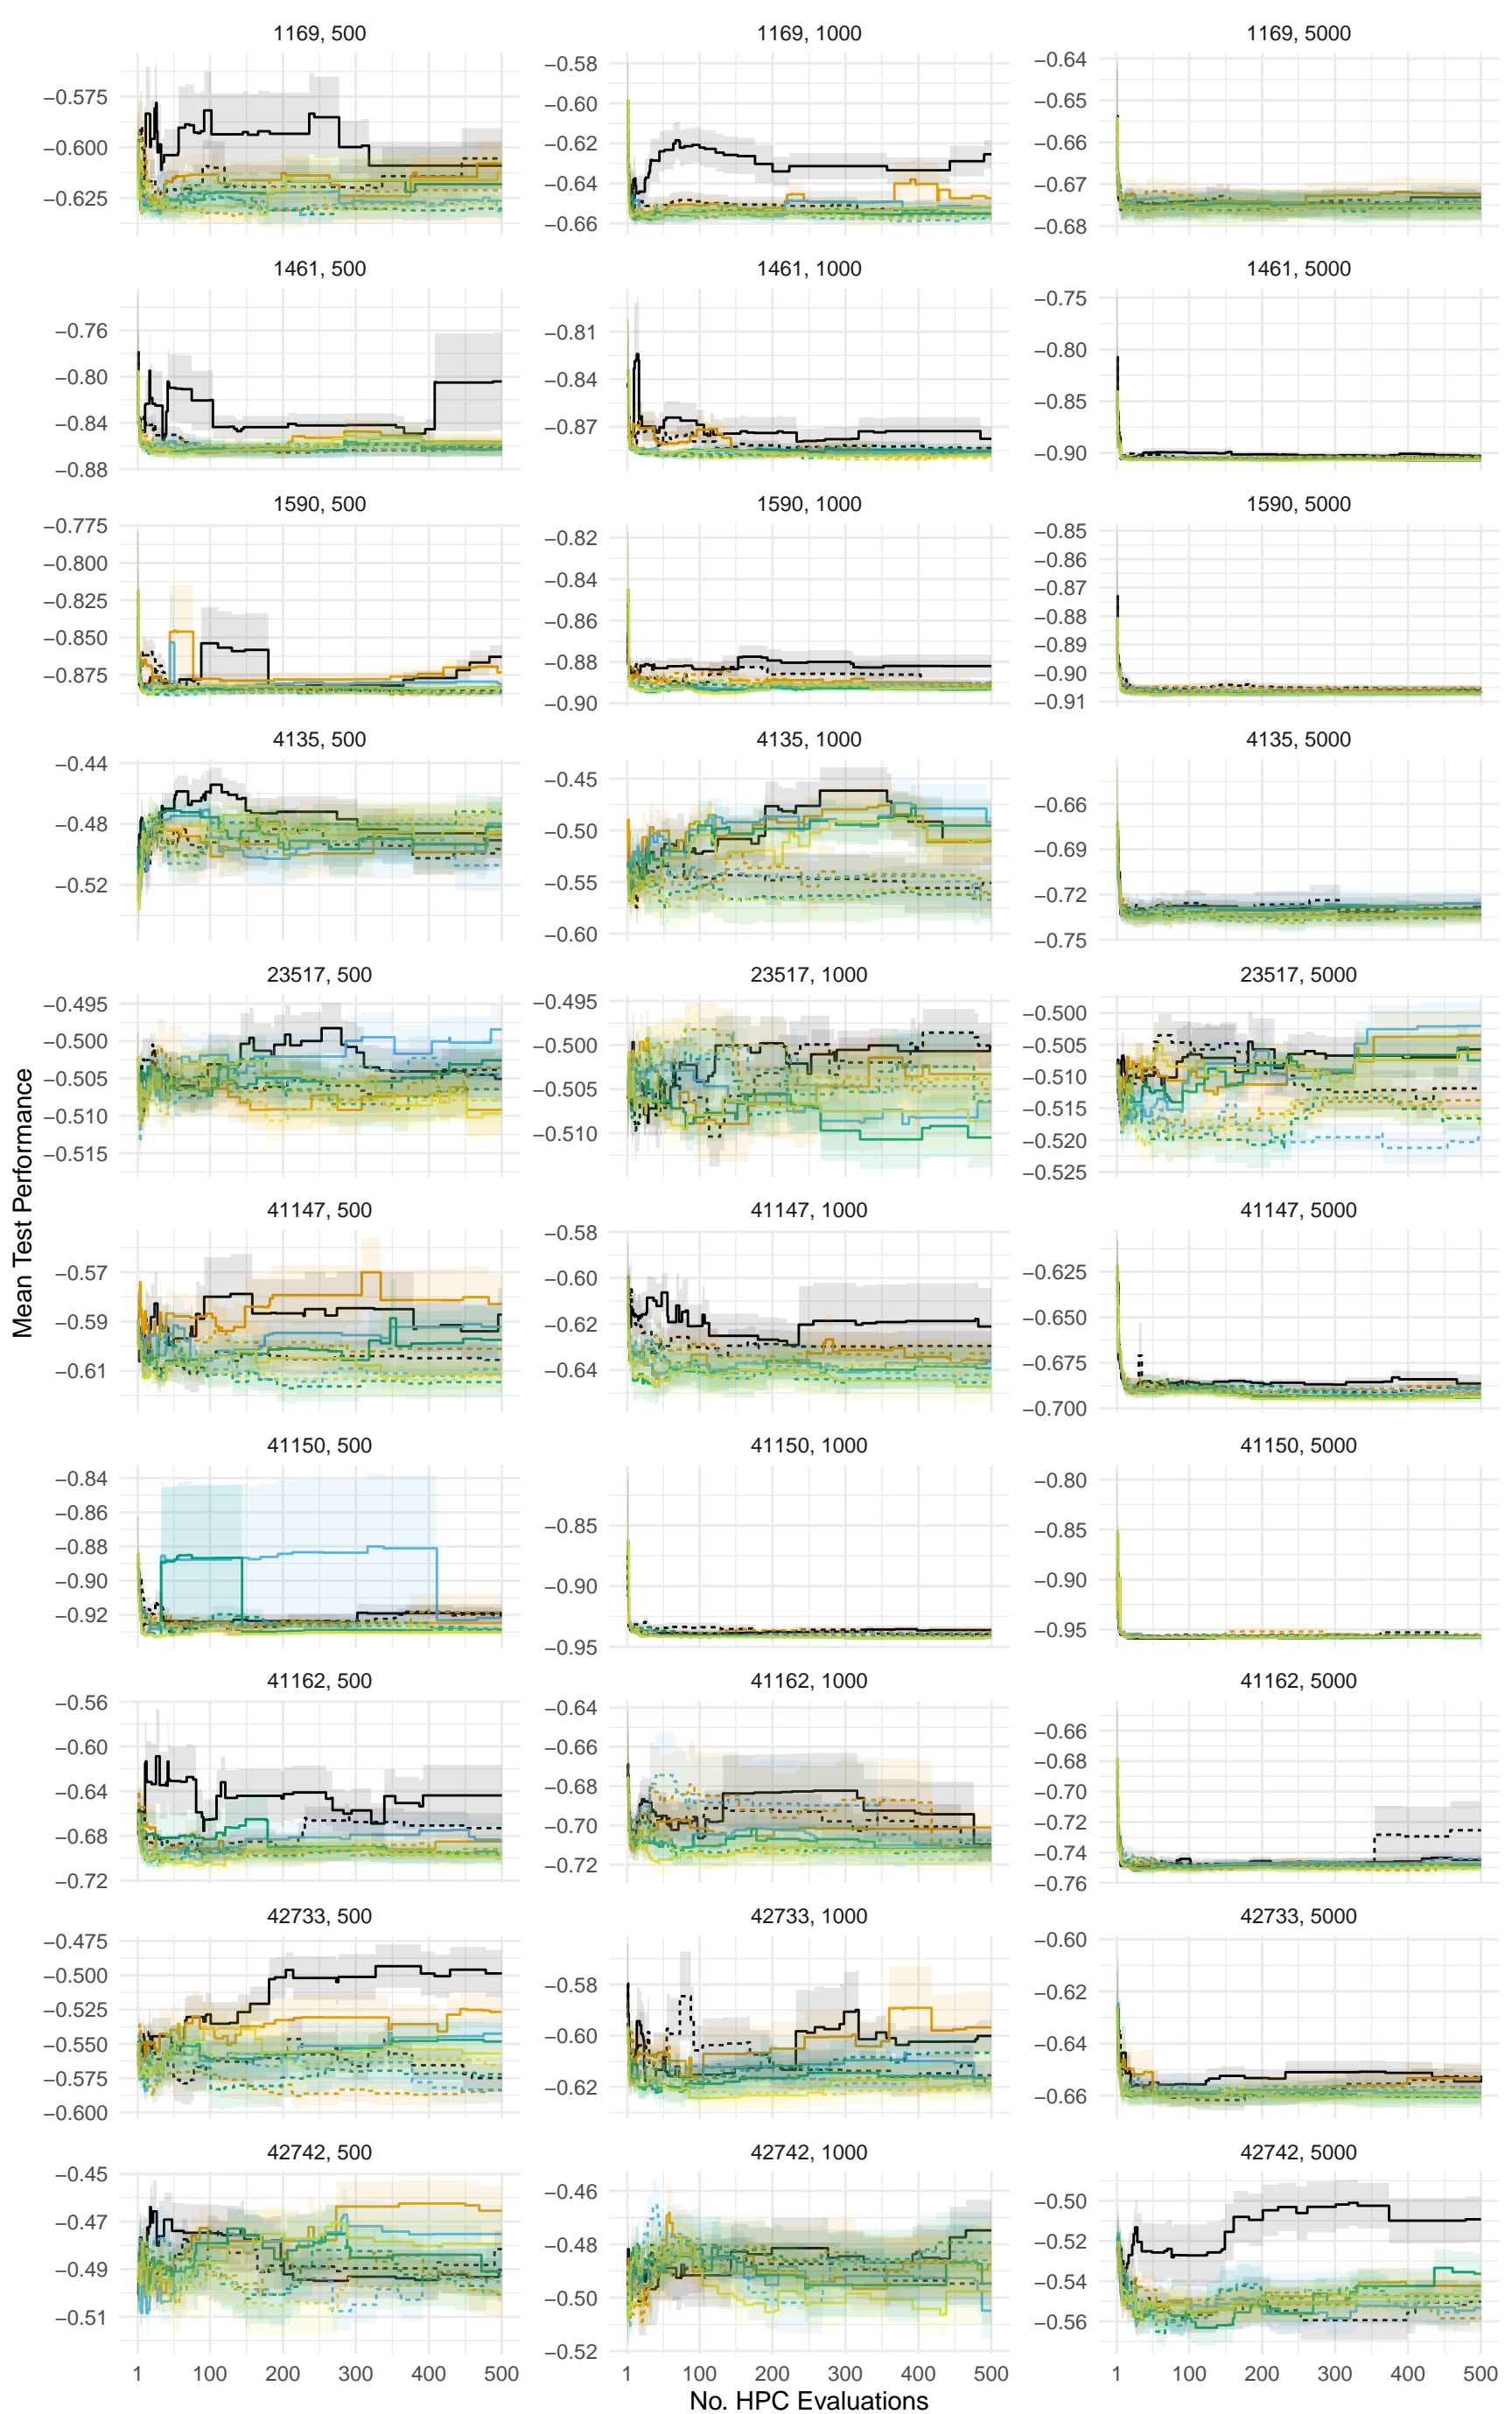 1169, 500 1169, 1000 1169, 5000
−0.575 −0.600 −0.625
−0.58 −0.60 −0.62 −0.64 −0.66
−0.64 −0.65 −0.66 −0.67 −0.68
1461, 500 1461, 1000 1461, 5000
−0.76 −0.80 −0.84 −0.88
−0.81 −0.84 −0.87
−0.75 −0.80 −0.85 −0.90
1590, 500 1590, 1000 1590, 5000
−0.775 −0.800 −0.825 −0.850 −0.875
−0.82 −0.84 −0.86 −0.88 −0.90
−0.85 −0.86 −0.87 −0.88 −0.89 −0.90 −0.91
4135, 500 4135, 1000 4135, 5000
−0.44 −0.48 −0.52
−0.45 −0.50 −0.55 −0.60
−0.66 −0.69 −0.72 −0.75
23517, 500 23517, 1000 23517, 5000
−0.495 −0.500 −0.505 −0.510 −0.515
−0.495 −0.500 −0.505 −0.510
−0.500 −0.505 −0.510 −0.515 −0.520 −0.525
Mean Test Performance
41147, 500 41147, 1000 41147, 5000
−0.57 −0.59 −0.61
−0.58 −0.60 −0.62 −0.64
−0.625 −0.650 −0.675 −0.700
41150, 500 41150, 1000 41150, 5000
−0.84 −0.86 −0.88 −0.90 −0.92
−0.85 −0.90 −0.95
−0.80 −0.85 −0.90 −0.95
41162, 500 41162, 1000 41162, 5000
−0.56 −0.60 −0.64 −0.68 −0.72
−0.64 −0.66 −0.68 −0.70 −0.72
−0.66 −0.68 −0.70 −0.72 −0.74 −0.76
42733, 500 42733, 1000 42733, 5000
−0.475 −0.500 −0.525 −0.550 −0.575 −0.600
−0.58 −0.60 −0.62
−0.60 −0.62 −0.64 −0.66
42742, 500 42742, 1000 42742, 5000
−0.45 −0.47 −0.49 −0.51
−0.46 −0.48 −0.50 −0.52
−0.50 −0.52 −0.54 −0.56
1 100 200 300 400 500 1 100 200 300 400 500 1 100 200 300 400 500
No. HPC Evaluations